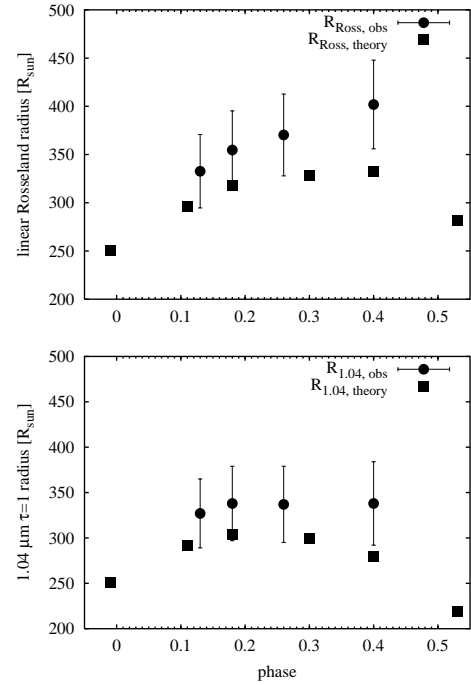 linear Rosseland radius [R_sun]
500
450
400
350
300
250
200
R_Ross, obs
R_Ross, theory
0 0.1 0.2 0.3 0.4 0.5
1.04 μm τ=1 radius [R_sun]
500
450
400
350
300
250
200
R_1.04, obs
R_1.04, theory
0 0.1 0.2 0.3 0.4 0.5
phase